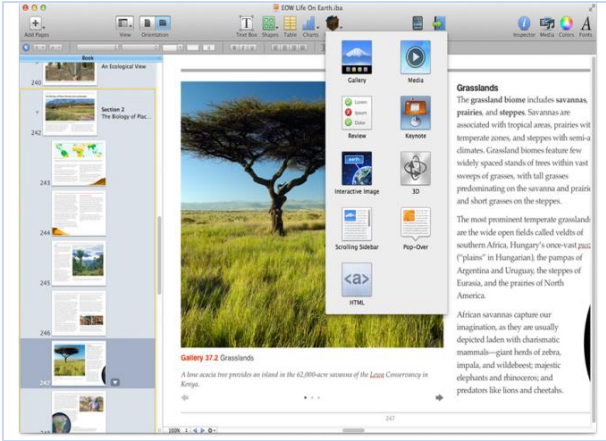 EOW Life On Earth.iba
Add Pages
View
Orientation
Text Box
Shapes
Table
Charts
Inspector
Media
Colors
Fonts
Book
240
An Ecological View
242
Section 2
The Biology of Plac...
243
244
245
246
247
248
Gallery
Media
Review
Keynote
Interactive Image
3D
Scrolling Sidebar
Pop-Over
<a>
HTML
Gallery 37.2 Grasslands
A lone acacia tree provides an island in the 62,000-acre savanna of the Lewa Conservancy in
Kenya.
Grasslands
The grassland biome includes savannas,
prairies, and steppes. Savannas are
associated with tropical areas, prairies wit
temperate zones, and steppes with semi-a
climates. Grassland biomes feature few
widely spaced stands of trees within vast
sweeps of grasses, with tall grasses
predominating on the savanna and prairie
and short grasses on the steppes.
The most prominent temperate grasslands
are the wide open fields called veldts of
southern Africa, Hungary's once-vast pus
("plains" in Hungarian), the pampas of
Argentina and Uruguay, the steppes of
Eurasia, and the prairies of North
America.
African savannas capture our
imagination, as they are usually
depicted laden with charismatic
mammals—giant herds of zebra,
impala, and wildebeest; majestic
elephants and rhinoceros; and
predators like lions and cheetahs.
247
100%
1